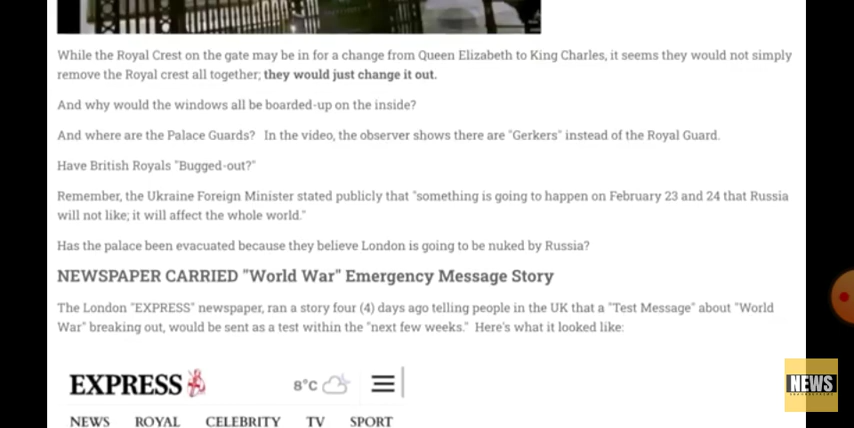 While the Royal Crest on the gate may be in for a change from Queen Elizabeth to King Charles, it seems they would not simply
remove the Royal crest all together; they would just change it out.
And why would the windows all be boarded-up on the inside?
And where are the Palace Guards? In the video, the observer shows there are "Gerkers" instead of the Royal Guard.
Have British Royals "Bugged-out?"
Remember, the Ukraine Foreign Minister stated publicly that "something is going to happen on February 23 and 24 that Russia
will not like; it will affect the whole world."
Has the palace been evacuated because they believe London is going to be nuked by Russia?
NEWSPAPER CARRIED "World War" Emergency Message Story
The London "EXPRESS" newspaper, ran a story four (4) days ago telling people in the UK that a "Test Message" about "World
War" breaking out, would be sent as a test within the "next few weeks." Here's what it looked like:
EXPRESS 8°C
NEWS ROYAL CELEBRITY TV SPORT
NEWS